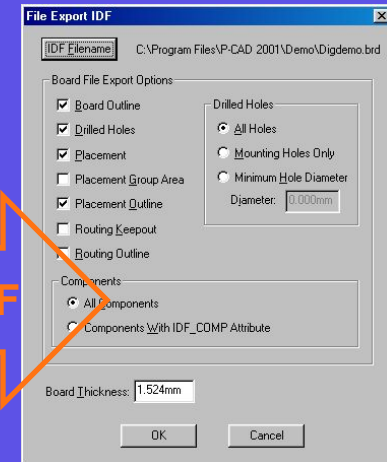 File Export IDF
IDF Filename C:\Program Files\P-CAD 2001\Demo\Digdemo.brd
Board File Export Options
Board Outline
Drilled Holes
Placement
Placement Group Area
Placement Outline
Routing Keepout
Routing Outline
Drilled Holes
All Holes
Mounting Holes Only
Minimum Hole Diameter
Diameter: 0.000mm
Components
All Components
Components With IDF_COMP Attribute
F
Board Thickness: 1.524mm
OK Cancel